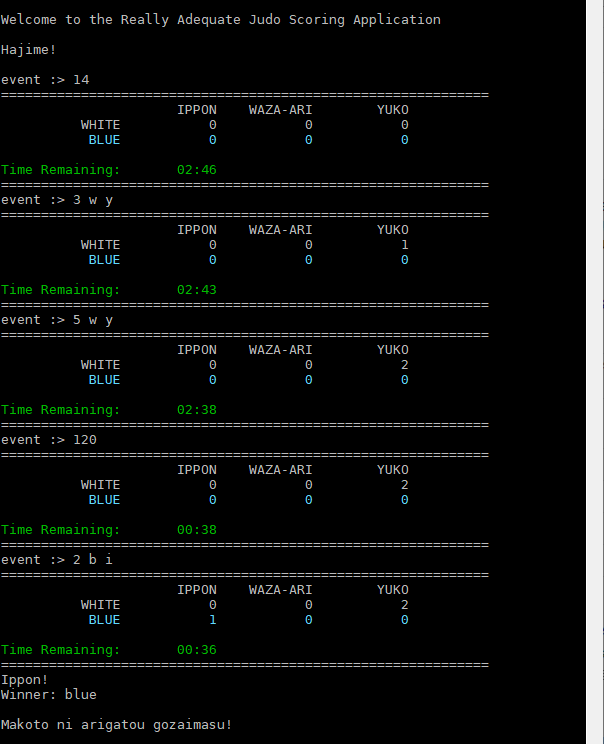 Welcome to the Really Adequate Judo Scoring Application
Hajime!
event :> 14
=============================================================
IPPON WAZA-ARI YUKO
WHITE 0 0 0
BLUE 0 0 0
Time Remaining: 02:46
=============================================================
event :> 3 w y
=============================================================
IPPON WAZA-ARI YUKO
WHITE 0 0 1
BLUE 0 0 0
Time Remaining: 02:43
=============================================================
event :> 5 w y
=============================================================
IPPON WAZA-ARI YUKO
WHITE 0 0 2
BLUE 0 0 0
Time Remaining: 02:38
=============================================================
event :> 120
=============================================================
IPPON WAZA-ARI YUKO
WHITE 0 0 2
BLUE 0 0 0
Time Remaining: 00:38
=============================================================
event :> 2 b i
=============================================================
IPPON WAZA-ARI YUKO
WHITE 0 0 2
BLUE 1 0 0
Time Remaining: 00:36
=============================================================
Ippon!
Winner: blue
Makoto ni arigatou gozaimasu!